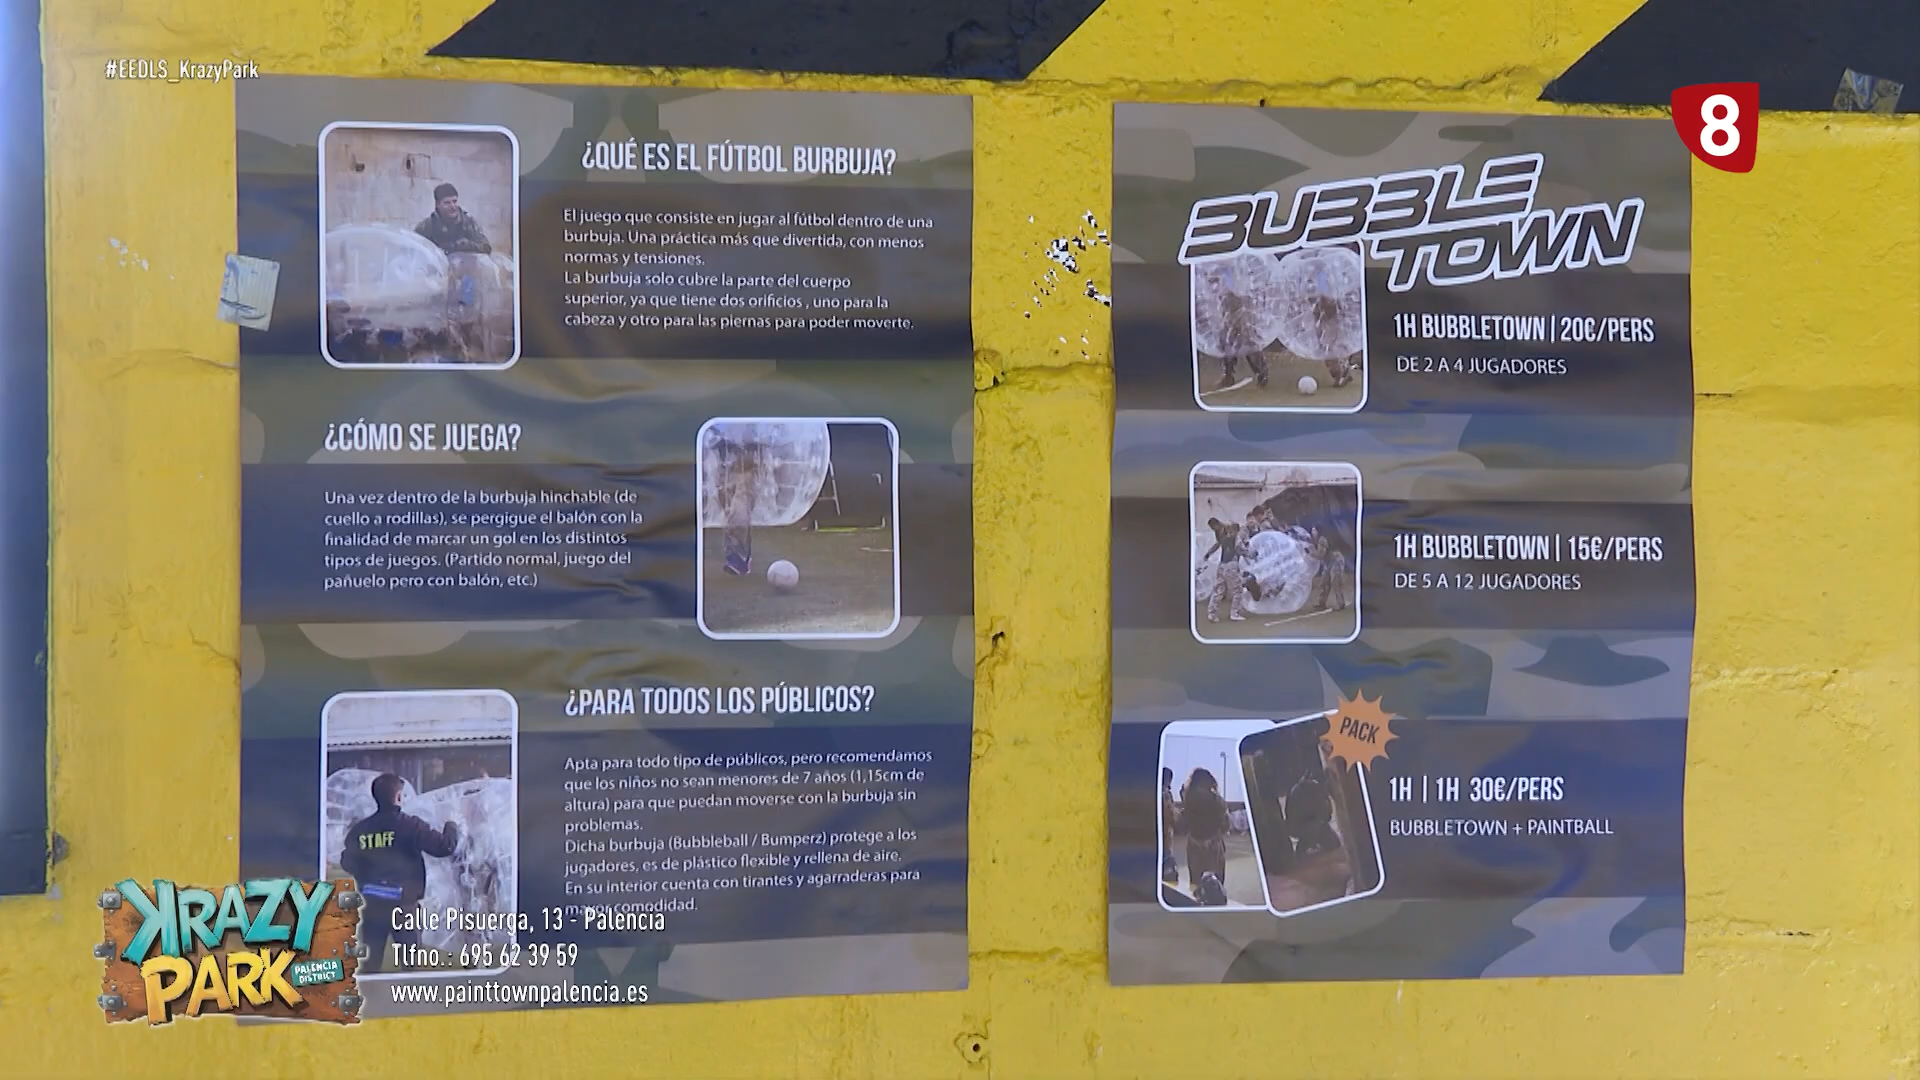 #EEDLS_KrazyPark
8
¿QUÉ ES EL FÚTBOL BURBUJA?
El juego que consiste en jugar al fútbol dentro de una
burbuja. Una práctica más que divertida, con menos
normas y tensiones.
La burbuja solo cubre la parte del cuerpo
superior, ya que tiene dos orificios , uno para la
cabeza y otro para las piernas para poder moverte.
¿CÓMO SE JUEGA?
Una vez dentro de la burbuja hinchable (de
cuello a rodillas), se pergigue el balón con la
finalidad de marcar un gol en los distintos
tipos de juegos. (Partido normal, juego del
pañuelo pero con balón, etc.)
¿PARA TODOS LOS PÚBLICOS?
Apta para todo tipo de públicos, pero recomendamos
que los niños no sean menores de 7 años (1,15cm de
altura) para que puedan moverse con la burbuja sin
problemas.
Dicha burbuja (Bubbleball / Bumperz) protege a los
jugadores, es de plástico flexible y rellena de aire.
En su interior cuenta con tirantes y agarraderas para
mayor comodidad.
STAFF
BUBBLE
TOWN
1H BUBBLETOWN | 20€/PERS
DE 2 A 4 JUGADORES
1H BUBBLETOWN | 15€/PERS
DE 5 A 12 JUGADORES
PACK
1H | 1H 30€/PERS
BUBBLETOWN + PAINTBALL
KRAZY
PARK
PALENCIA
DISTRICT
Calle Pisuerga, 13 - Palencia
Tlfno.: 695 62 39 59
www.painttownpalencia.es